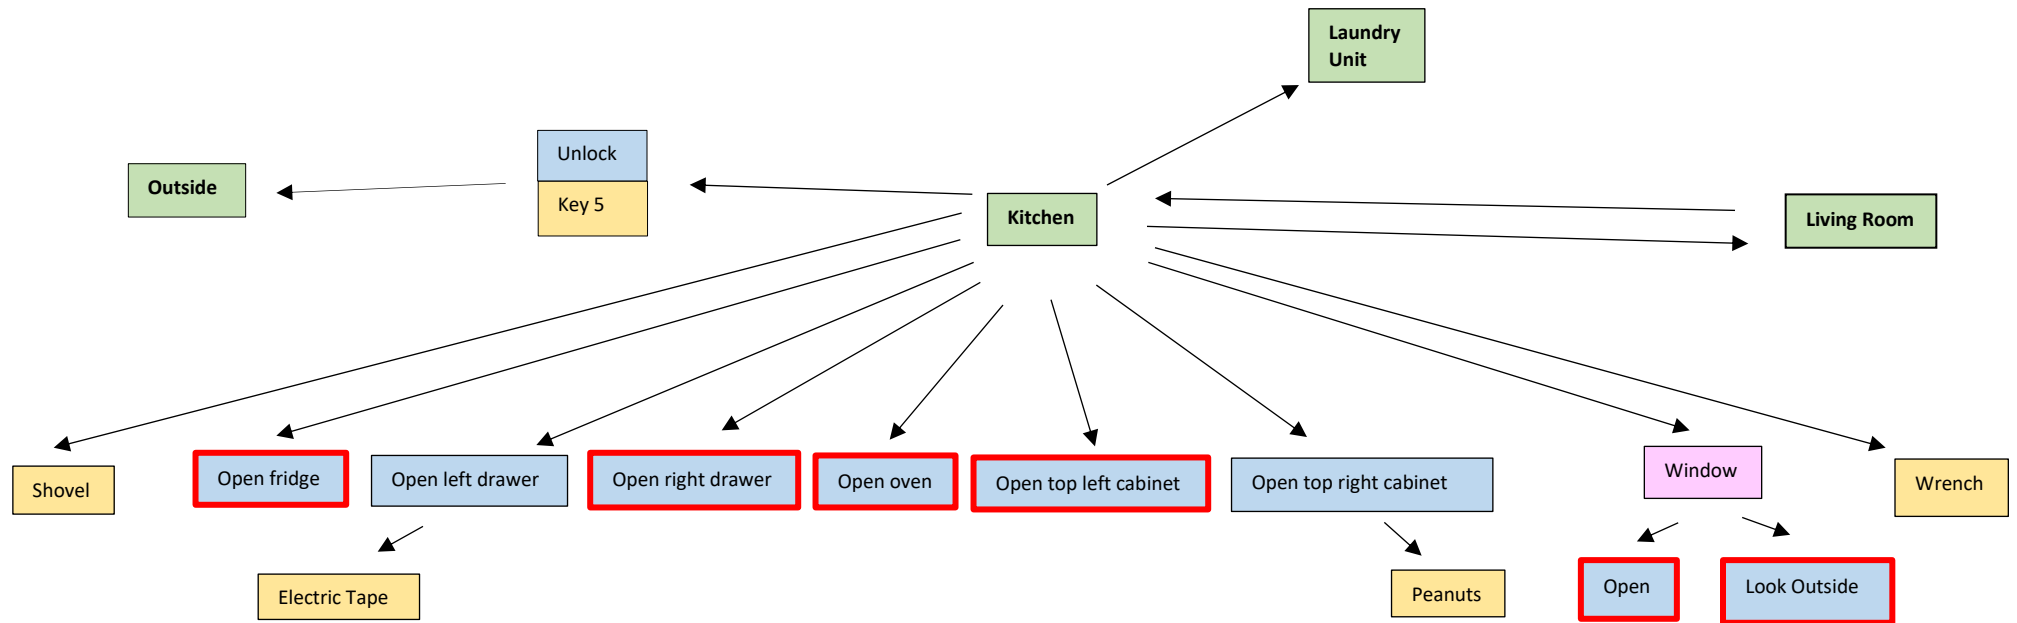 Laundry
Unit
Unlock
Outside
Key 5
Kitchen
Living Room
Shovel
Open fridge
Open left drawer
Open right drawer
Open oven
Open top left cabinet
Open top right cabinet
Window
Wrench
Electric Tape
Peanuts
Open
Look Outside